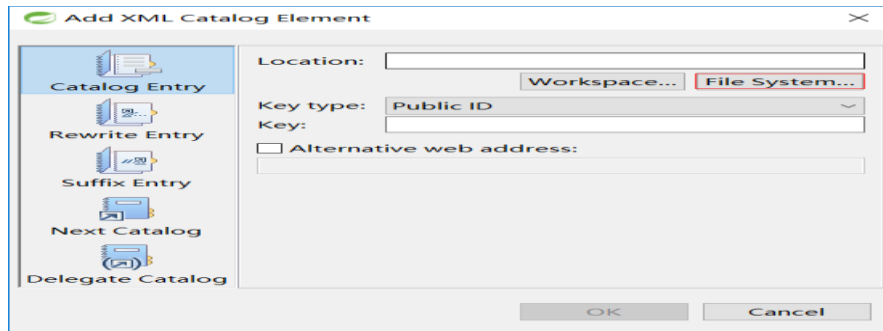 Add XML Catalog Element
Catalog Entry
Rewrite Entry
Suffix Entry
Next Catalog
Delegate Catalog
Location:
Workspace... File System...
Key type: Public ID
Key:
Alternative web address:
OK Cancel